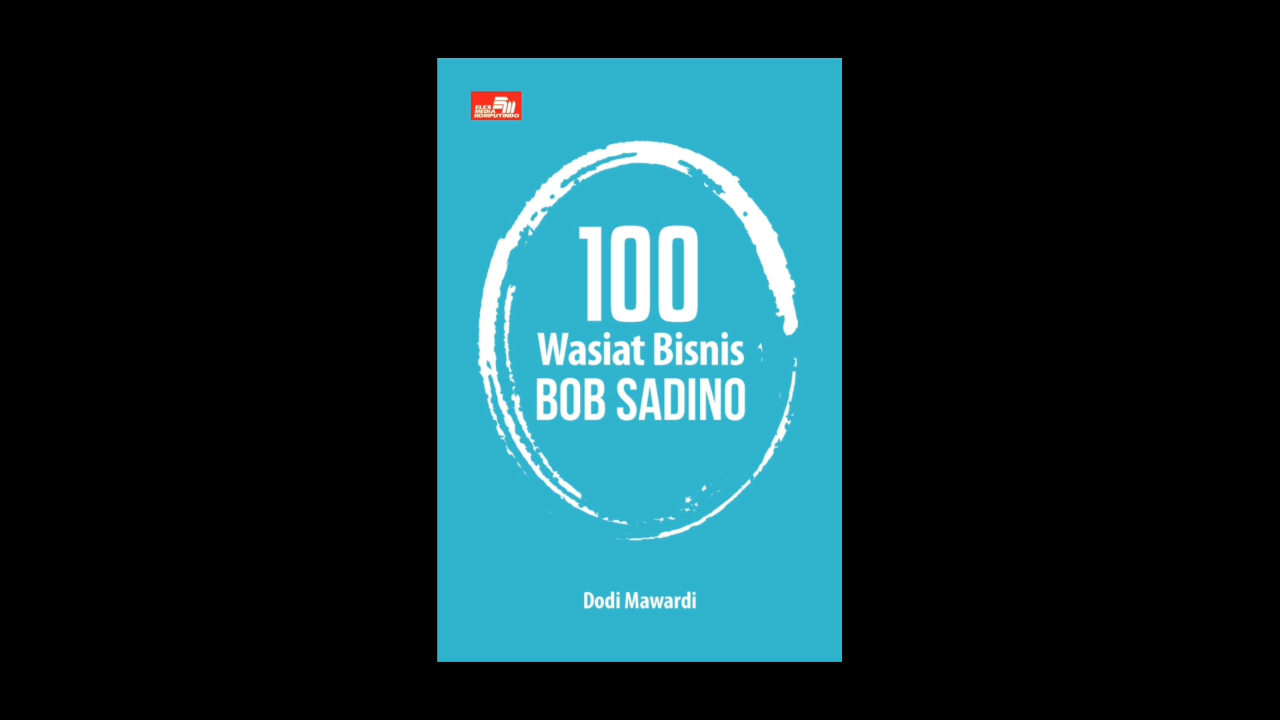 ELEX
MEDIA
KOMPUTINDO
100
Wasiat Bisnis
BOB SADINO
Dodi Mawardi